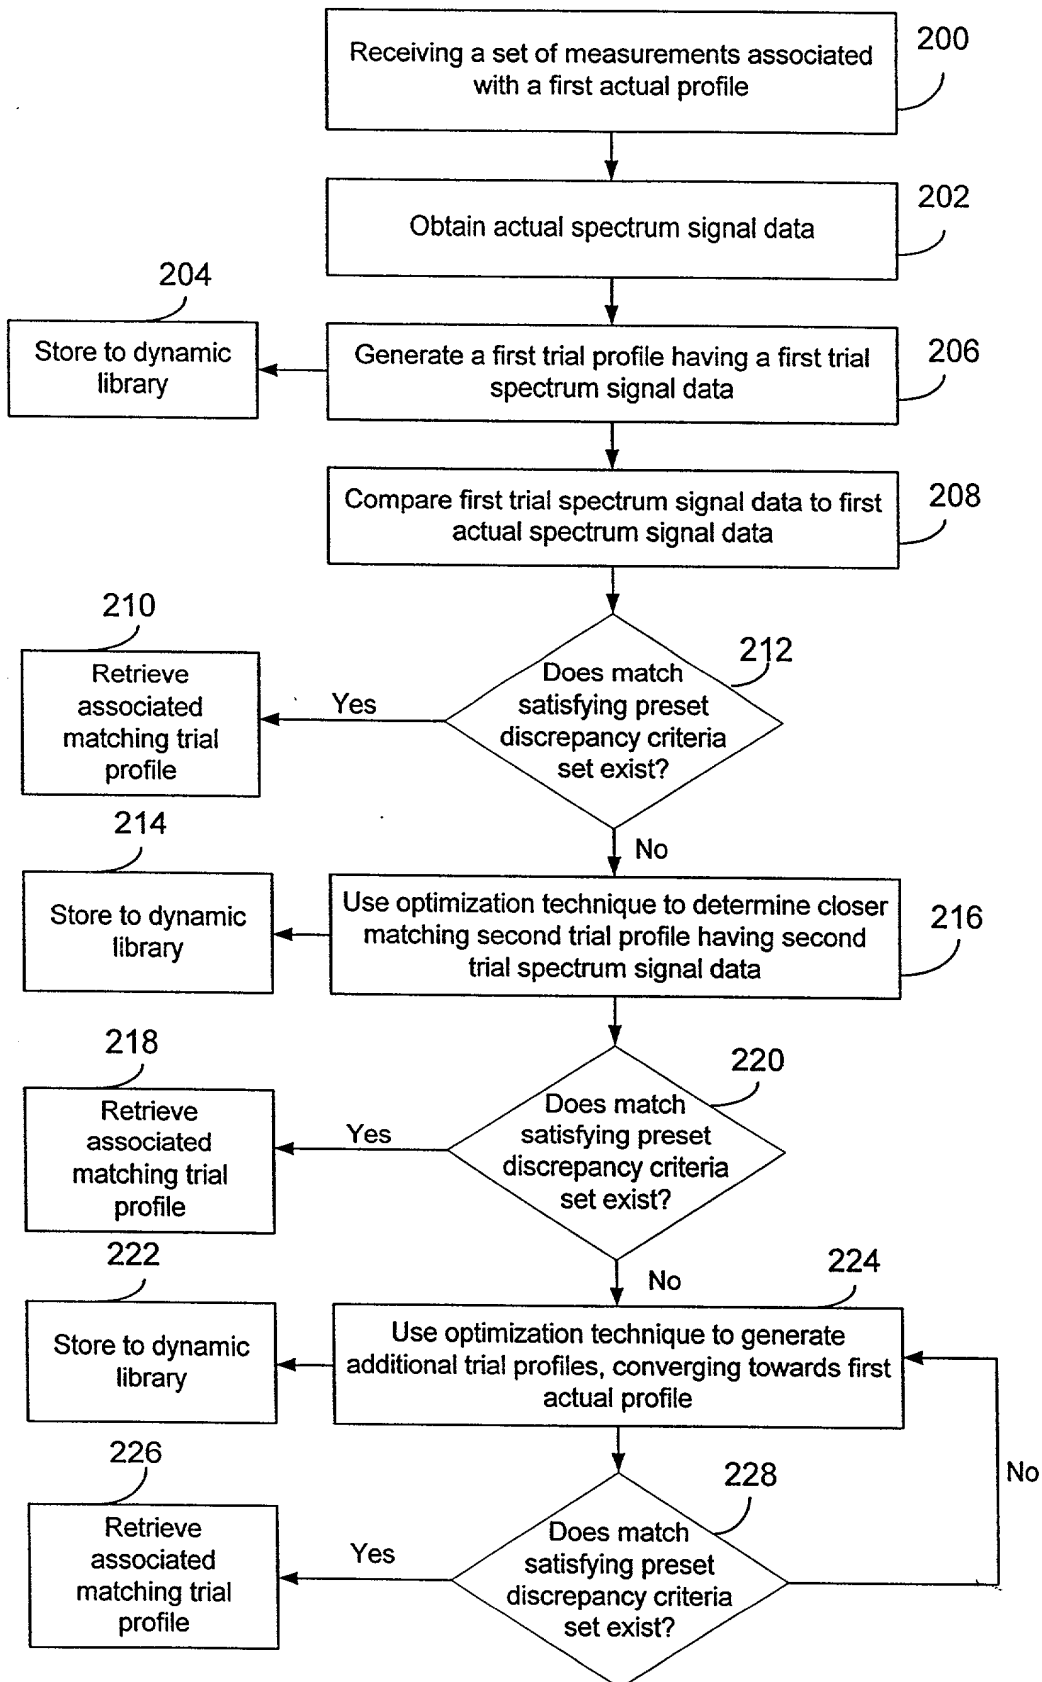 Receiving a set of measurements associated
with a first actual profile
200
Obtain actual spectrum signal data
202
204
Store to dynamic
library
Generate a first trial profile having a first trial
spectrum signal data
206
Compare first trial spectrum signal data to first
actual spectrum signal data
208
210
Retrieve
associated
matching trial
profile
Yes
Does match
satisfying preset
discrepancy criteria
set exist?
212
No
214
Store to dynamic
library
Use optimization technique to determine closer
matching second trial profile having second
trial spectrum signal data
216
218
Retrieve
associated
matching trial
profile
Yes
Does match
satisfying preset
discrepancy criteria
set exist?
220
No
222
Store to dynamic
library
Use optimization technique to generate
additional trial profiles, converging towards first
actual profile
224
226
Retrieve
associated
matching trial
profile
Yes
Does match
satisfying preset
discrepancy criteria
set exist?
228
No